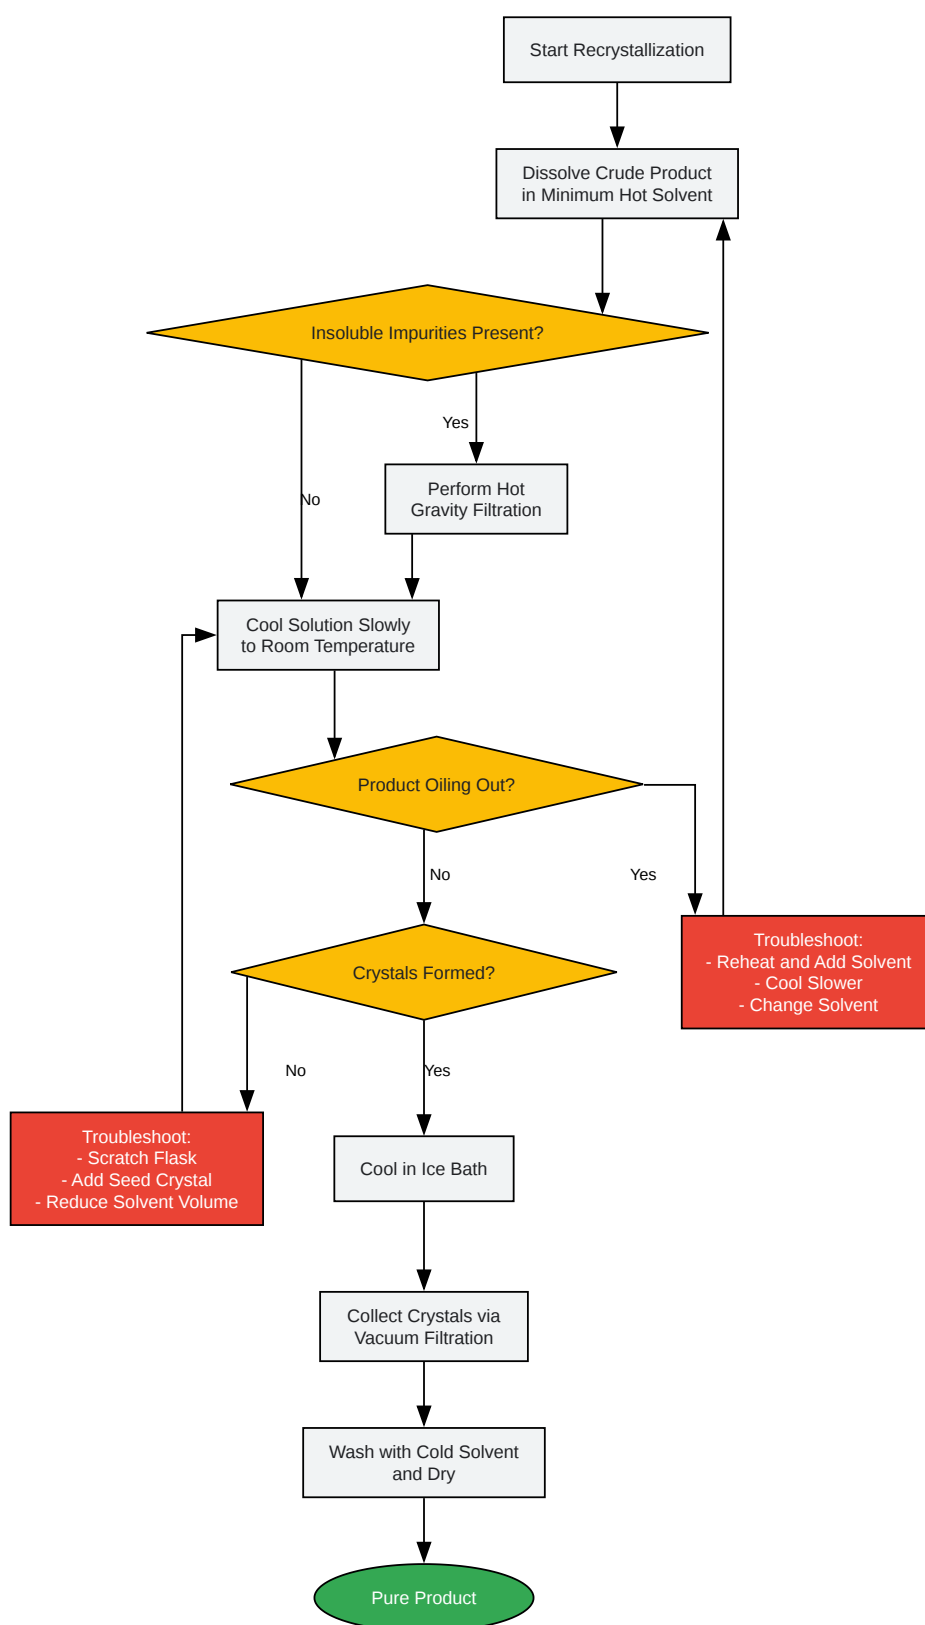 Start Recrystallization
Dissolve Crude Product
in Minimum Hot Solvent
Insoluble Impurities Present?
Yes
No
Perform Hot
Gravity Filtration
Cool Solution Slowly
to Room Temperature
Product Oiling Out?
No
Yes
Troubleshoot:
- Reheat and Add Solvent
- Cool Slower
- Change Solvent
Crystals Formed?
No
Yes
Troubleshoot:
- Scratch Flask
- Add Seed Crystal
- Reduce Solvent Volume
Cool in Ice Bath
Collect Crystals via
Vacuum Filtration
Wash with Cold Solvent
and Dry
Pure Product